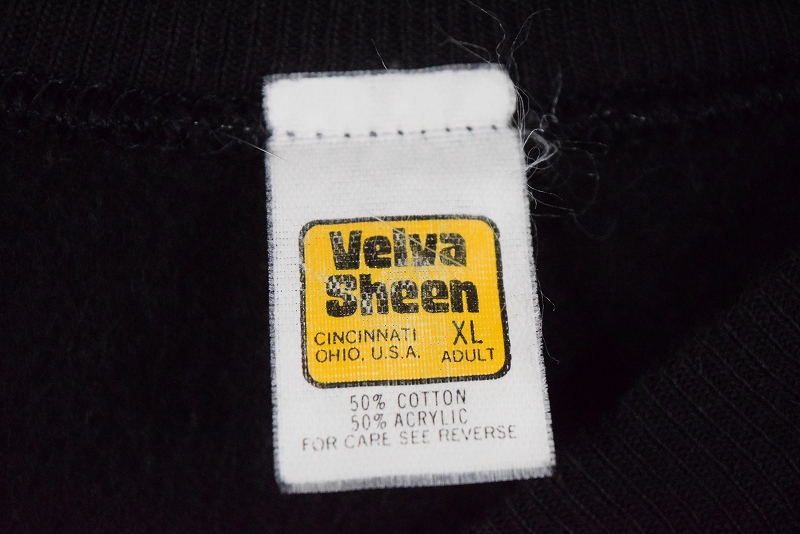 Velva
Sheen
CINCINNATI XL
OHIO, U.S.A. ADULT
50% COTTON
50% ACRYLIC
FOR CARE SEE REVERSE